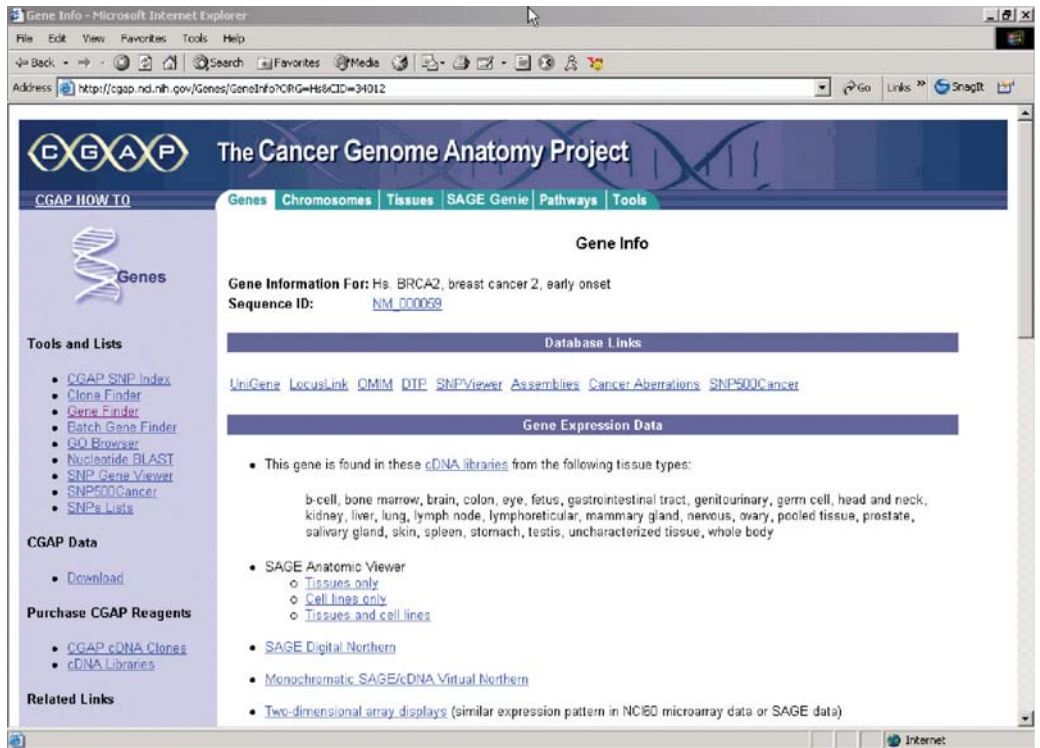 Gene Info - Microsoft Internet Explorer
File Edit View Favorites Tools Help
Back Search Favorites Media
Address http://cgap.nci.nih.gov/Genes/GeneInfo?ORG=Hs&CID=34012 Go Links » SnagIt
CGAP The Cancer Genome Anatomy Project
CGAP HOW TO
Genes Chromosomes Tissues SAGE Genie Pathways Tools
Genes
Tools and Lists
• CGAP SNP Index
• Clone Finder
• Gene Finder
• Batch Gene Finder
• GO Browser
• Nucleotide BLAST
• SNP Gene Viewer
• SNP500Cancer
• SNPs Lists
CGAP Data
• Download
Purchase CGAP Reagents
• CGAP cDNA Clones
• cDNA Libraries
Related Links
Gene Info
Gene Information For: Hs. BRCA2, breast cancer 2, early onset
Sequence ID: NM_000059
Database Links
UniGene LocusLink OMIM DTP SNPViewer Assemblies Cancer Aberrations SNP500Cancer
Gene Expression Data
• This gene is found in these cDNA libraries from the following tissue types:
b-cell, bone marrow, brain, colon, eye, fetus, gastrointestinal tract, genitourinary, germ cell, head and neck,
kidney, liver, lung, lymph node, lymphoreticular, mammary gland, nervous, ovary, pooled tissue, prostate,
salivary gland, skin, spleen, stomach, testis, uncharacterized tissue, whole body
• SAGE Anatomic Viewer
o Tissues only
o Cell lines only
o Tissues and cell lines
• SAGE Digital Northern
• Monochromatic SAGE/cDNA Virtual Northern
• Two-dimensional array displays (similar expression pattern in NCI60 microarray data or SAGE data)
Internet